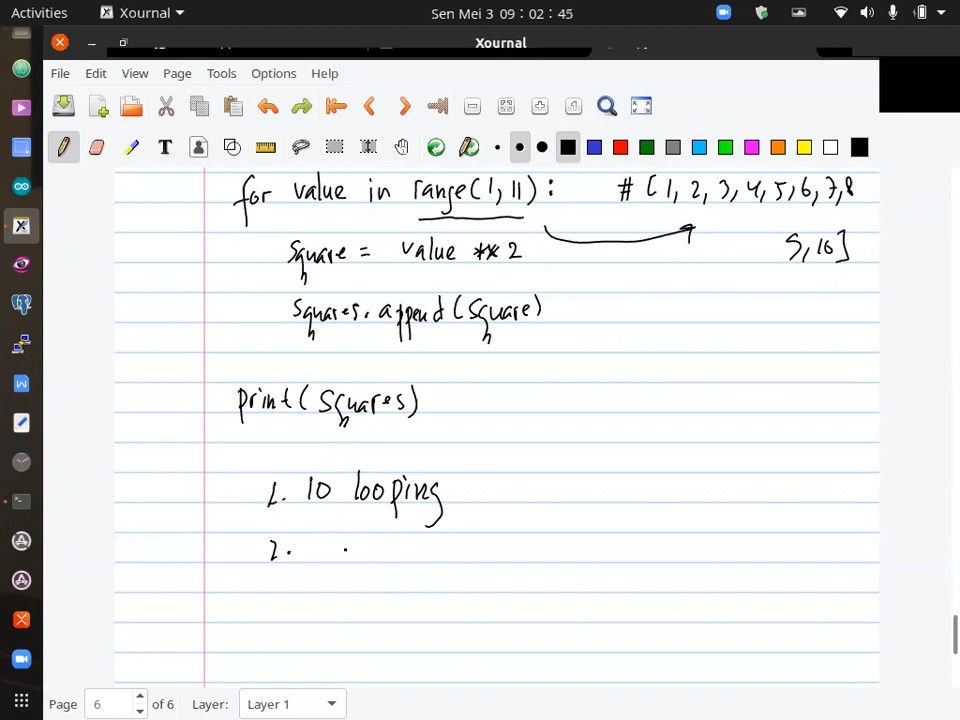 Activities Xournal Sen Mei 3 09:02:45
Xournal
File Edit View Page Tools Options Help
for value in range(1, 11): # [1, 2, 3, 4, 5, 6, 7, 8
9, 10]
square = value ** 2
squares.append(square)
print(squares)
1. 10 looping
2. .
Page 6 of 6 Layer: Layer 1